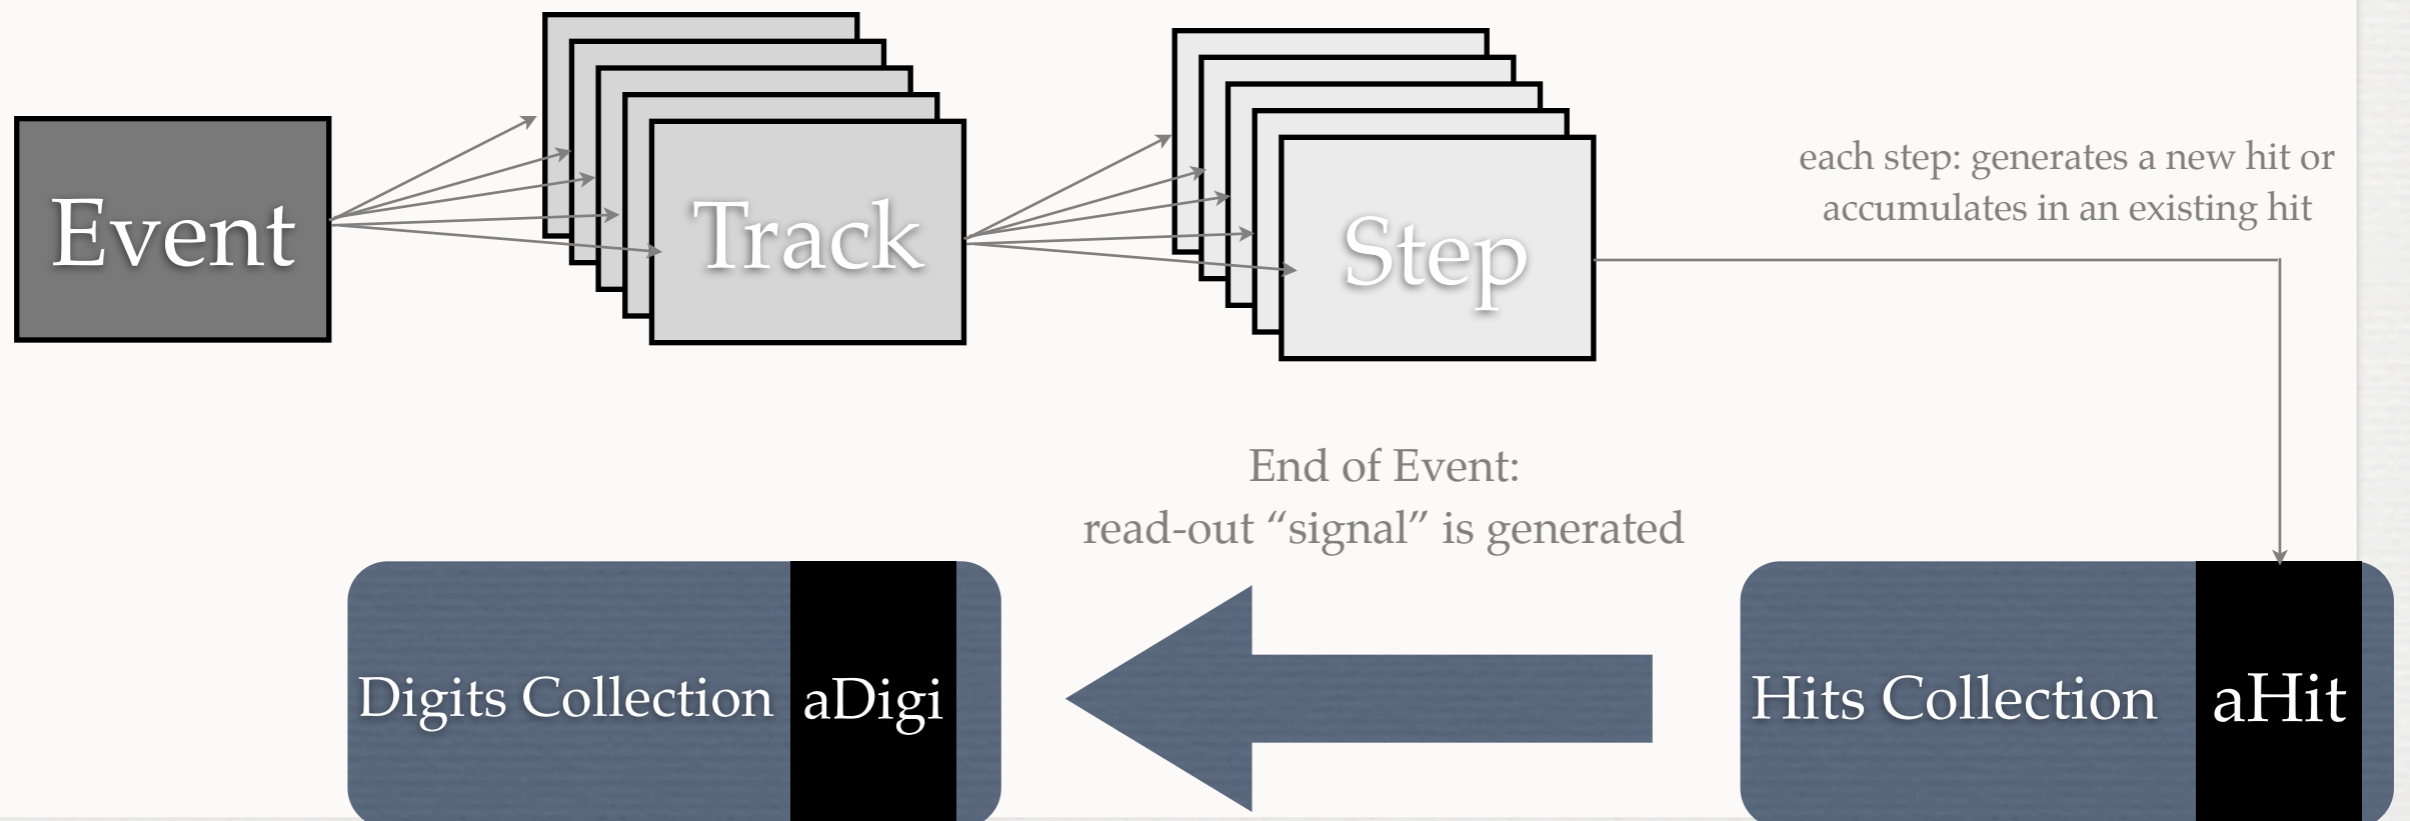 Event
Track
Step
each step: generates a new hit or
accumulates in an existing hit
End of Event:
read-out “signal” is generated
Digits Collection
aDigi
Hits Collection
aHit